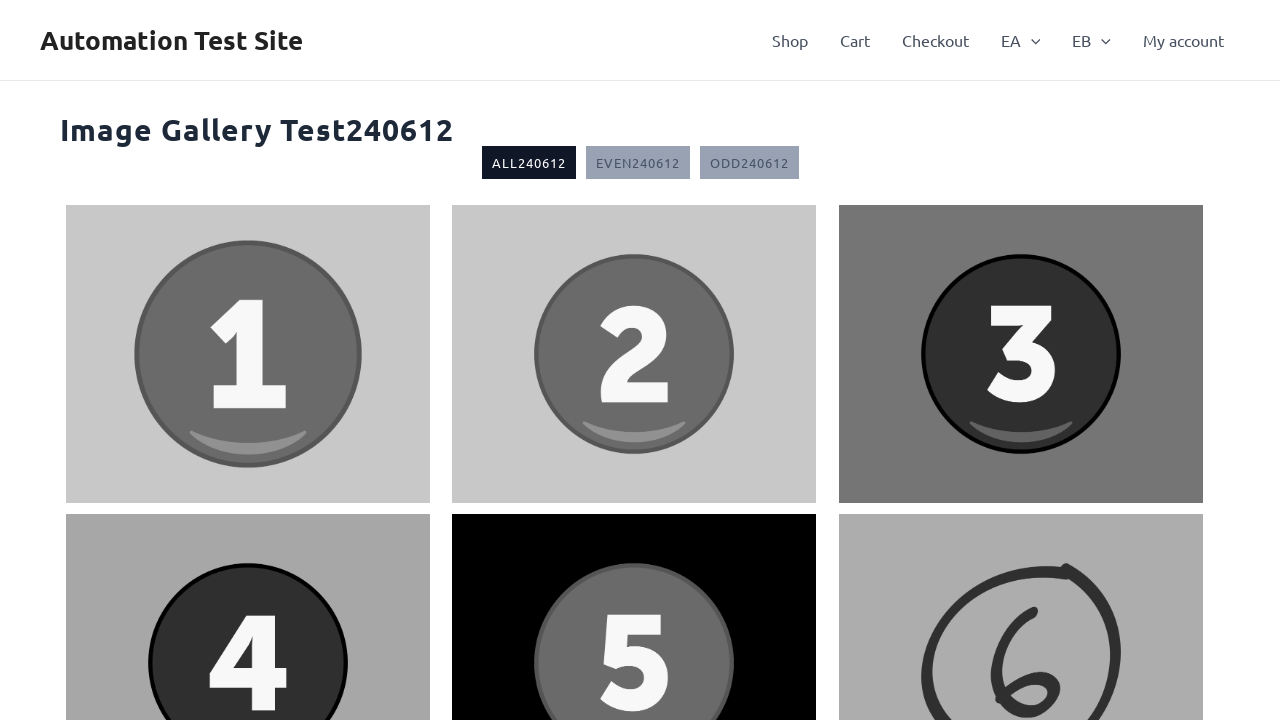 Automation Test Site
Shop Cart Checkout EA EB My account
Image Gallery Test240612
ALL240612 EVEN240612 ODD240612
1 2 3
4 5 6